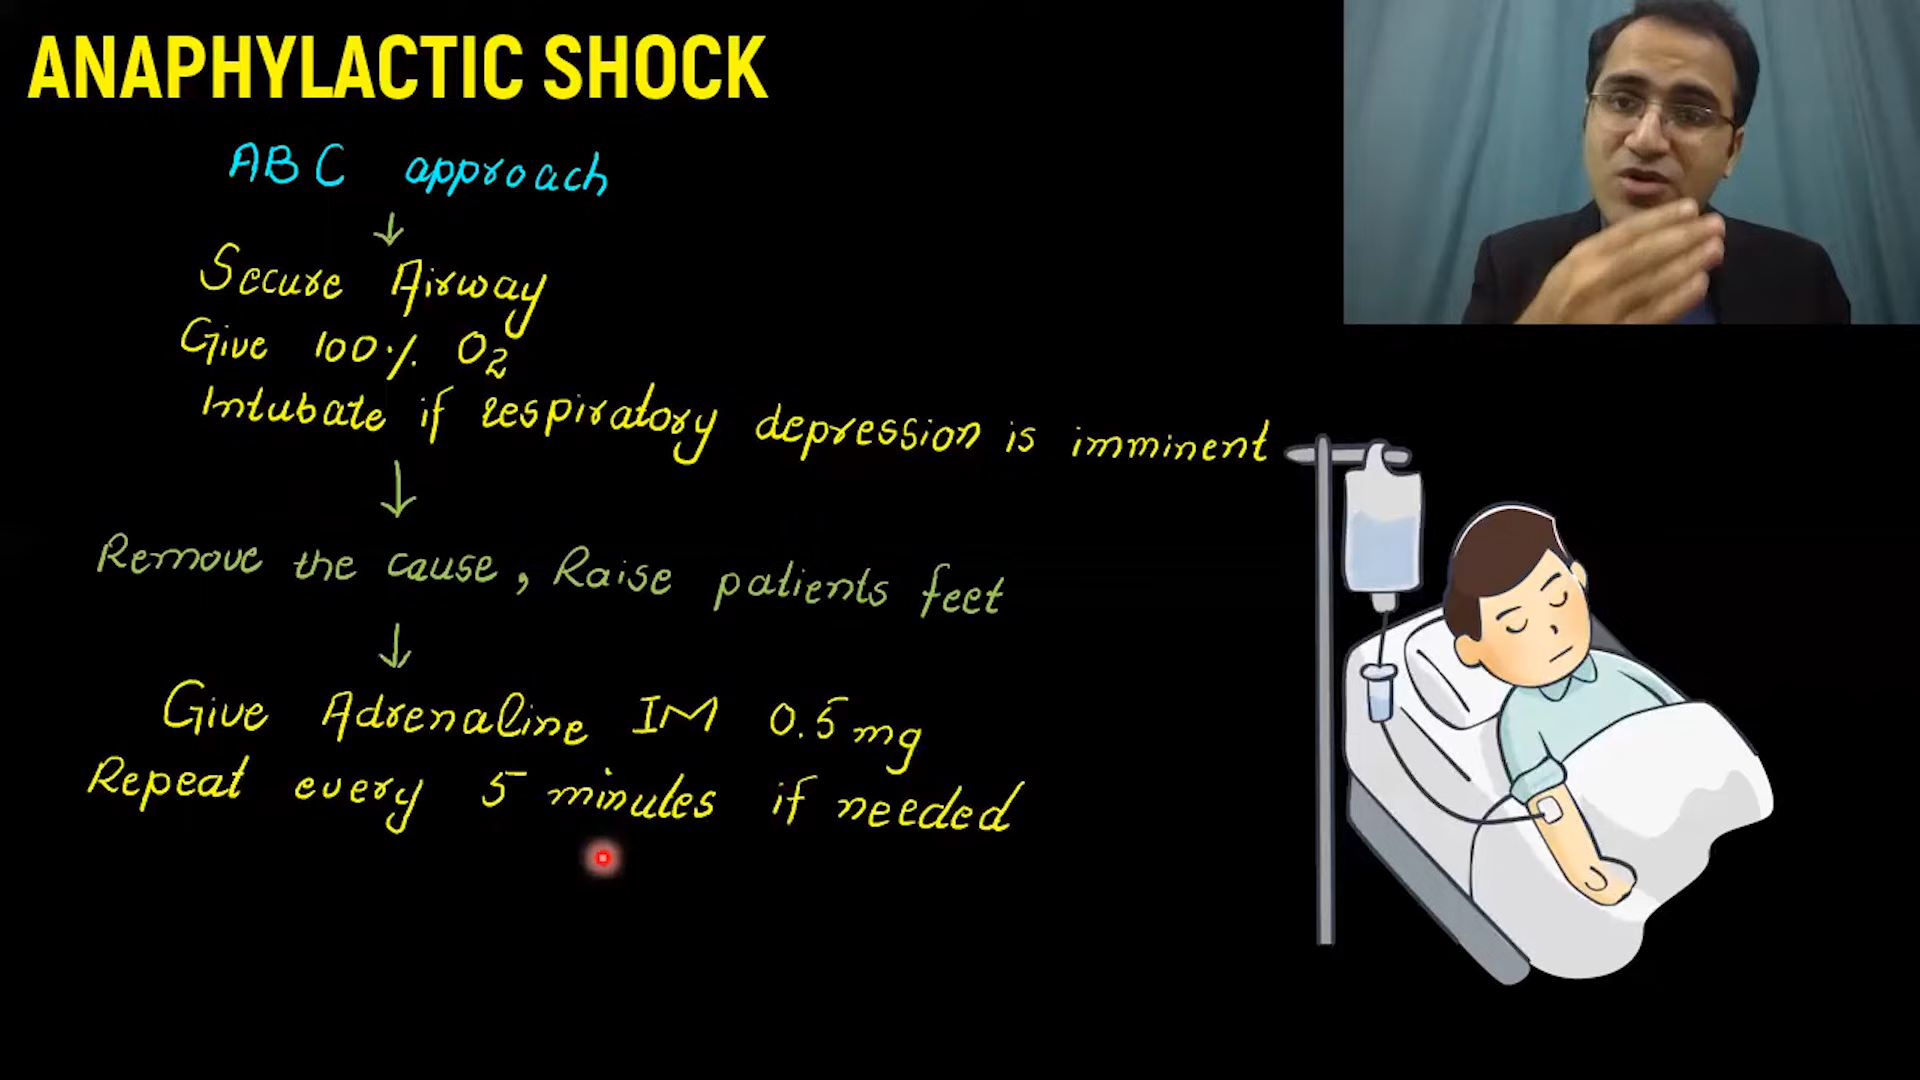 ANAPHYLACTIC SHOCK
ABC approach
↓
Secure Airway
Give 100% O2
Intubate if respiratory depression is imminent
↓
Remove the cause, Raise patients feet
↓
Give Adrenaline IM 0.5 mg
Repeat every 5 minutes if needed